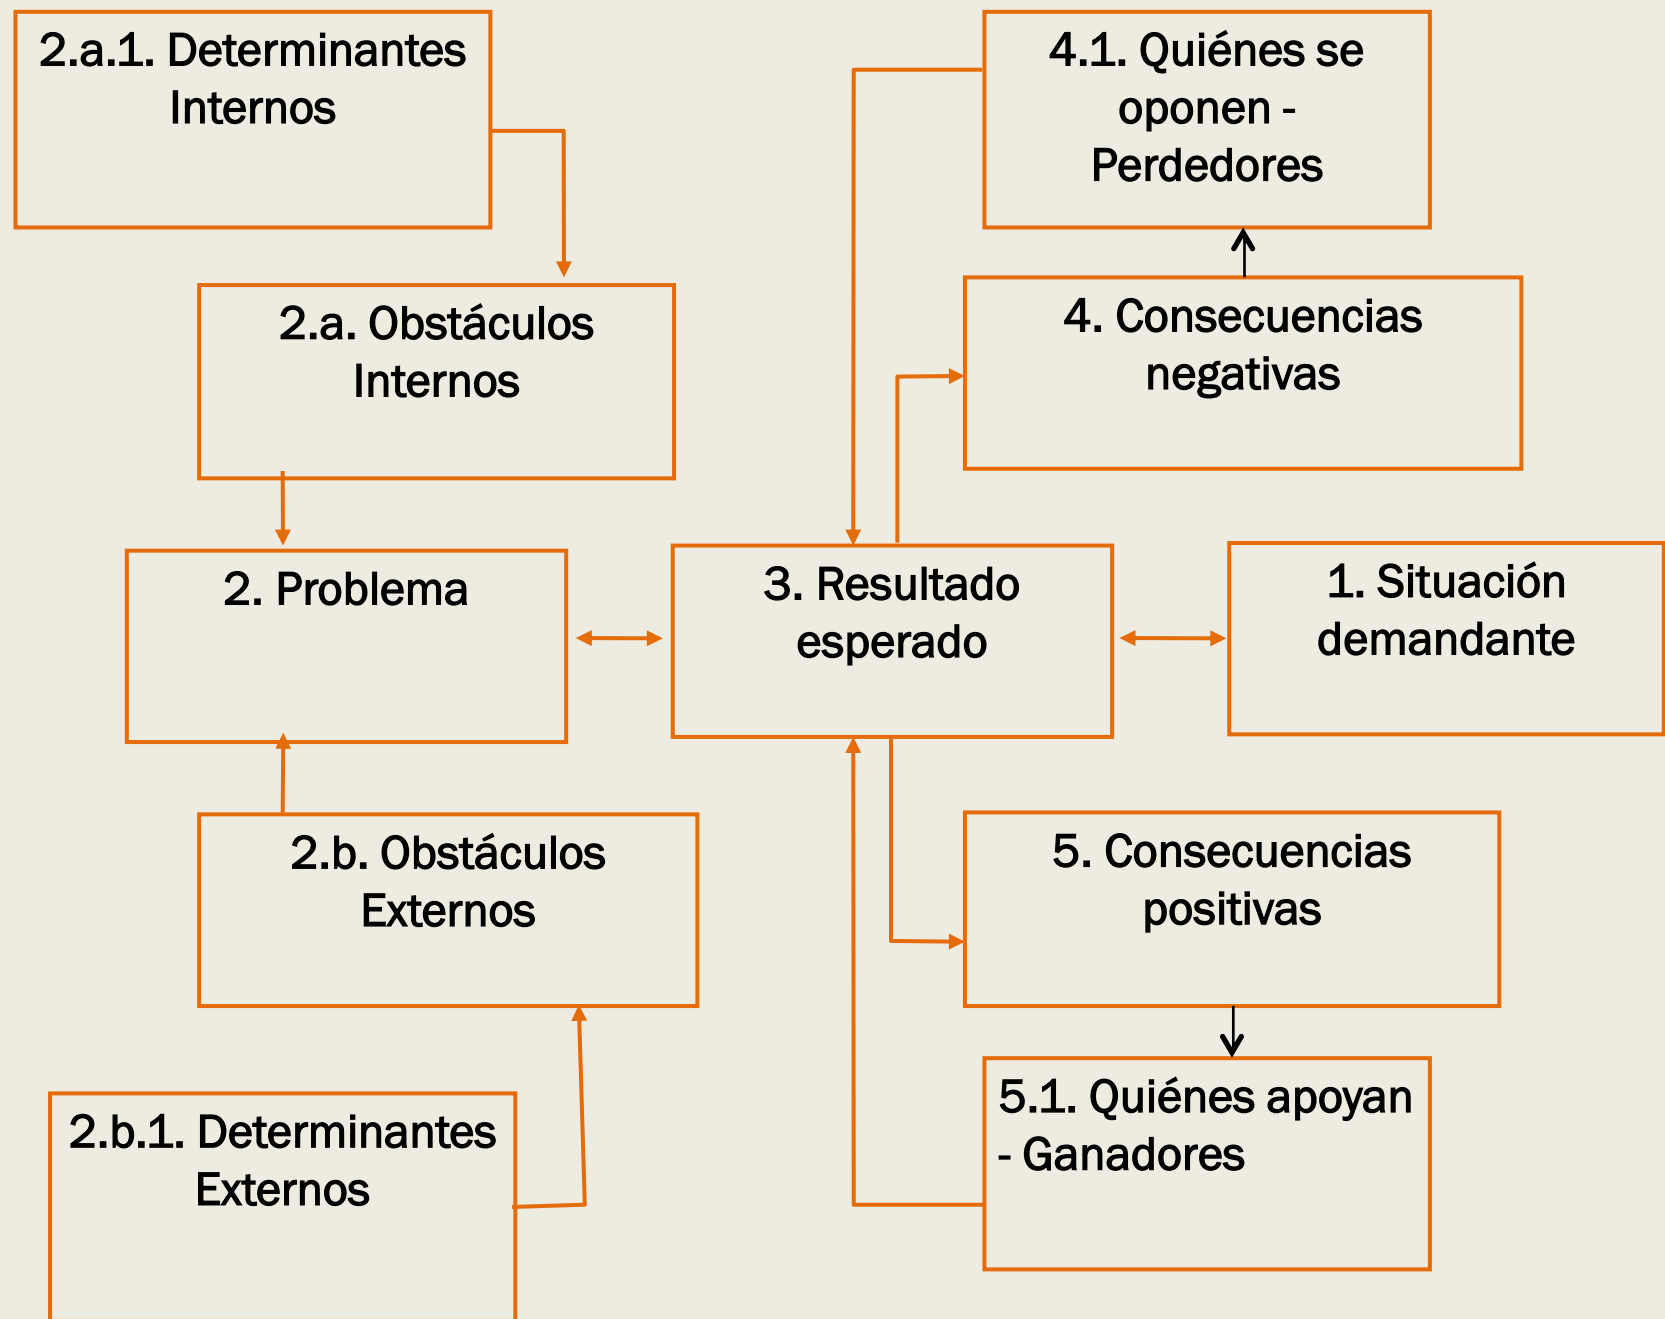 2.a.1. Determinantes
Internos
4.1. Quiénes se
oponen -
Perdedores
2.a. Obstáculos
Internos
4. Consecuencias
negativas
2. Problema
3. Resultado
esperado
1. Situación
demandante
2.b. Obstáculos
Externos
5. Consecuencias
positivas
2.b.1. Determinantes
Externos
5.1. Quiénes apoyan
- Ganadores